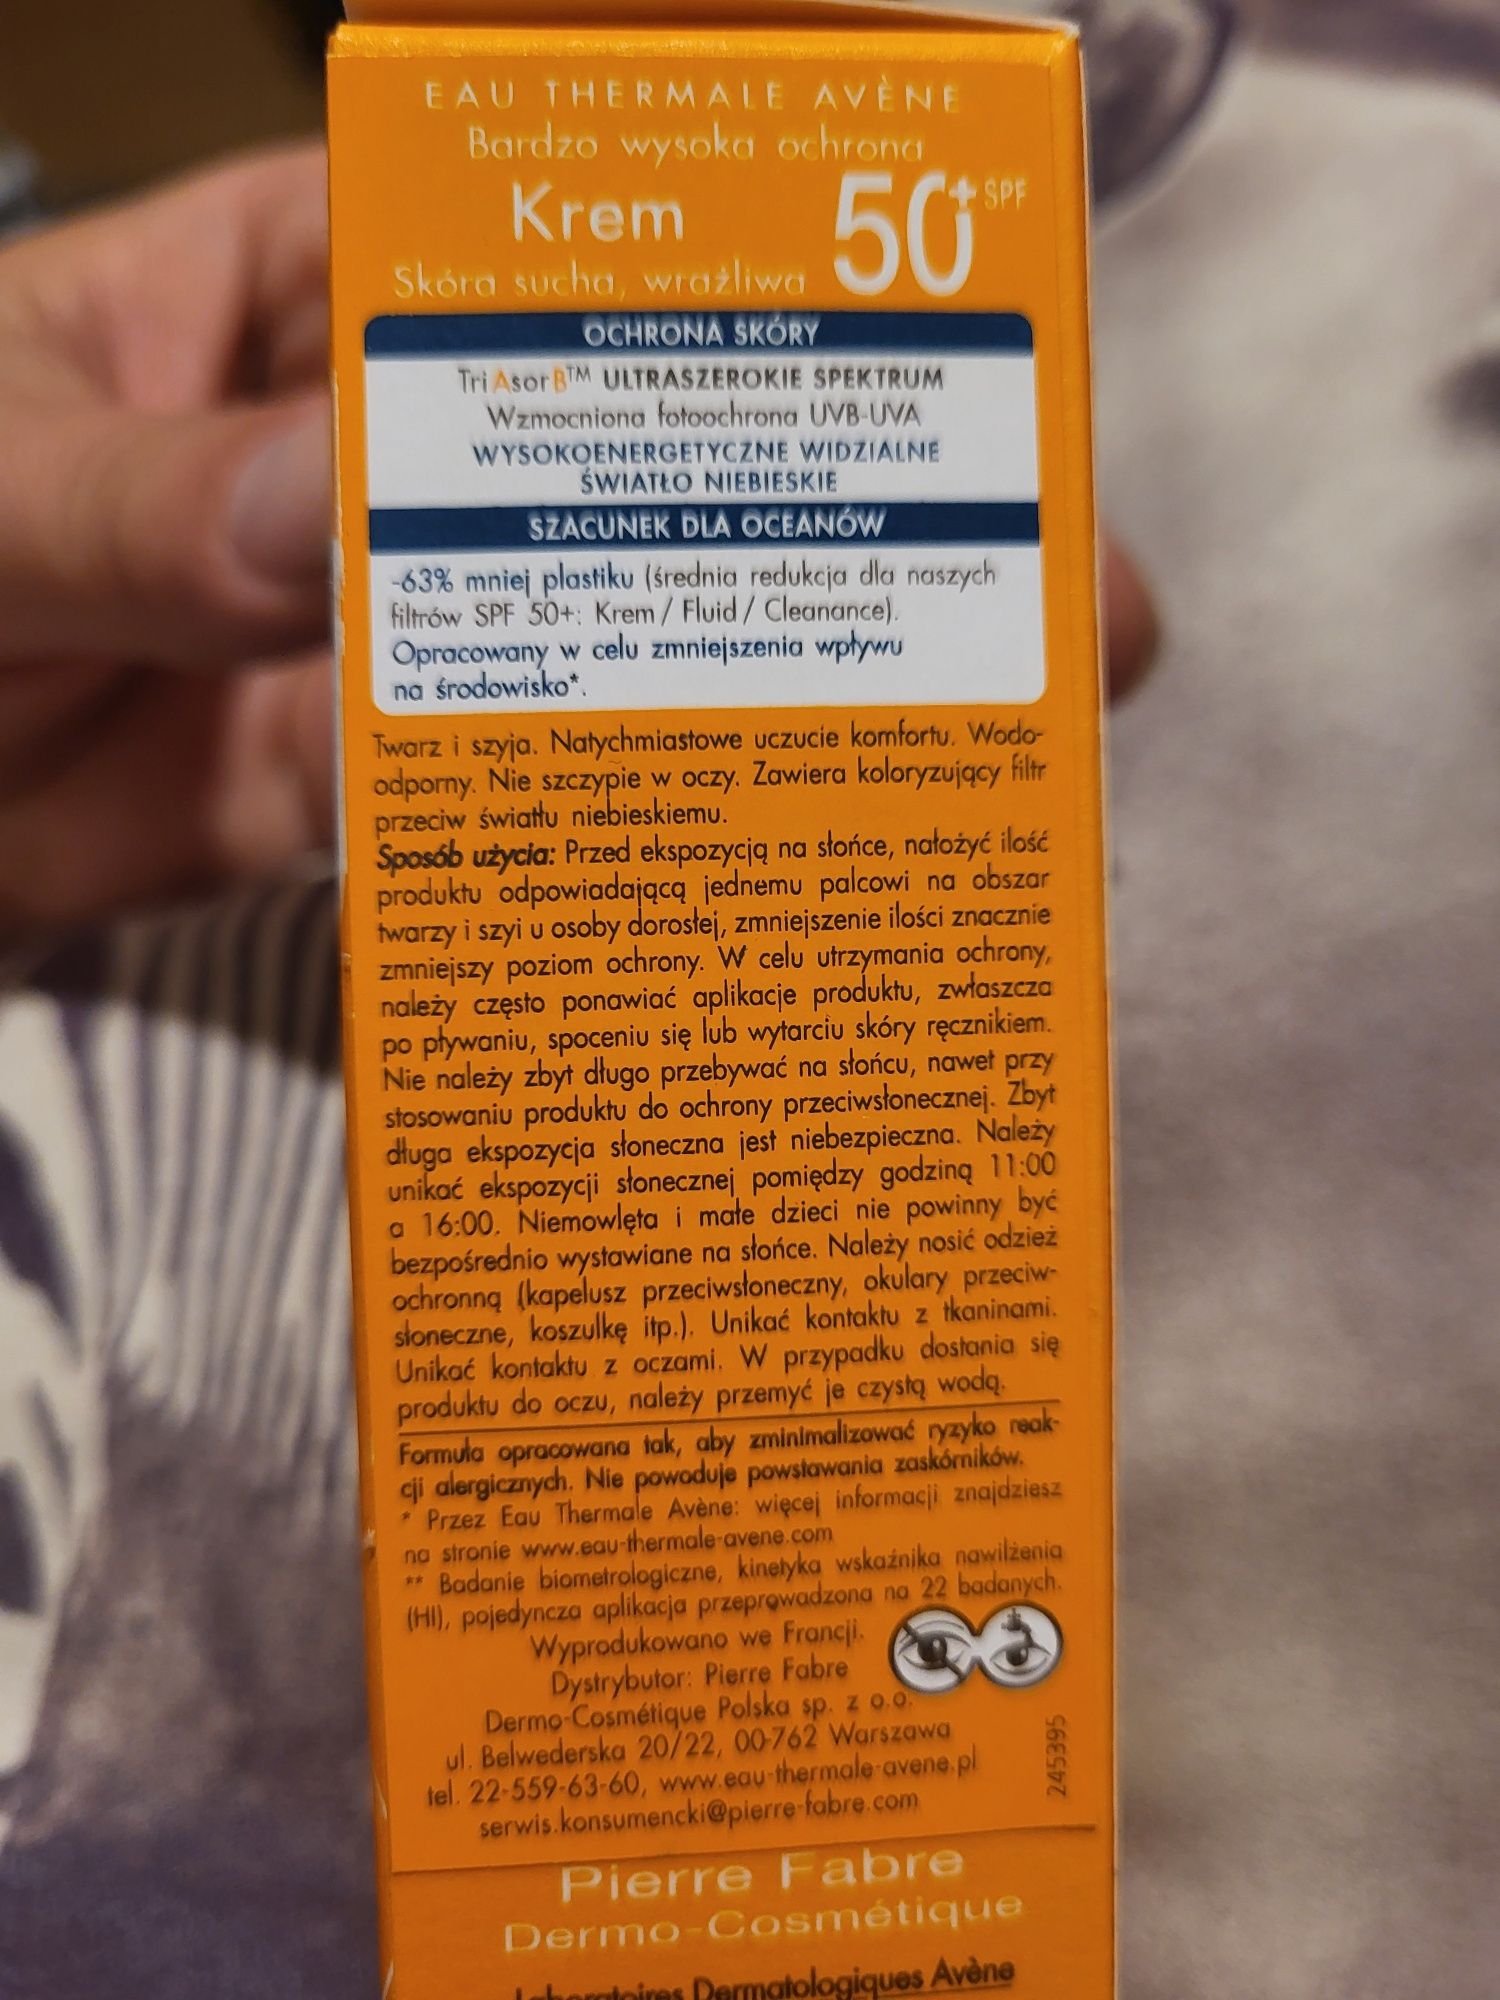 EAU THERMALE AVÈNE
Bardzo wysoka ochrona
Krem 50+ SPF
Skóra sucha, wrażliwa
OCHRONA SKÓRY
TriAsorB™ ULTRASZEROKIE SPEKTRUM
Wzmocniona fotoochrona UVB-UVA
WYSOKOENERGETYCZNE WIDZIALNE
ŚWIATŁO NIEBIESKIE
SZACUNEK DLA OCEANÓW
-63% mniej plastiku (średnia redukcja dla naszych
filtrów SPF 50+: Krem / Fluid / Cleanance).
Opracowany w celu zmniejszenia wpływu
na środowisko*.
Twarz i szyja. Natychmiastowe uczucie komfortu. Wodo-
odporny. Nie szczypie w oczy. Zawiera koloryzujący filtr
przeciw światłu niebieskiemu.
Sposób użycia: Przed ekspozycją na słońce, nałożyć ilość
produktu odpowiadającą jednemu palcowi na obszar
twarzy i szyi u osoby dorosłej, zmniejszenie ilości znacznie
zmniejszy poziom ochrony. W celu utrzymania ochrony,
należy często ponawiać aplikacje produktu, zwłaszcza
po pływaniu, spoceniu się lub wytarciu skóry ręcznikiem.
Nie należy zbyt długo przebywać na słońcu, nawet przy
stosowaniu produktu do ochrony przeciwsłonecznej. Zbyt
długa ekspozycja słoneczna jest niebezpieczna. Należy
unikać ekspozycji słonecznej pomiędzy godziną 11:00
a 16:00. Niemowlęta i małe dzieci nie powinny być
bezpośrednio wystawiane na słońce. Należy nosić odzież
ochronną (kapelusz przeciwsłoneczny, okulary przeciw-
słoneczne, koszulkę itp.). Unikać kontaktu z tkaninami.
Unikać kontaktu z oczami. W przypadku dostania się
produktu do oczu, należy przemyć je czystą wodą.
Formuła opracowana tak, aby zminimalizować ryzyko reak-
cji alergicznych. Nie powoduje powstawania zaskórników.
* Przez Eau Thermale Avène: więcej informacji znajdziesz
na stronie www.eau-thermale-avene.com
** Badanie biometrologiczne, kinetyka wskaźnika nawilżenia
(HI), pojedyncza aplikacja przeprowadzona na 22 badanych.
Wyprodukowano we Francji.
Dystrybutor: Pierre Fabre
Dermo-Cosmétique Polska sp. z o.o.
ul. Belwederska 20/22, 00-762 Warszawa
tel. 22-559-63-60, www.eau-thermale-avene.pl
serwis.konsumencki@pierre-fabre.com
245395
Pierre Fabre
Dermo-Cosmétique
Laboratoires Dermatologiques Avène